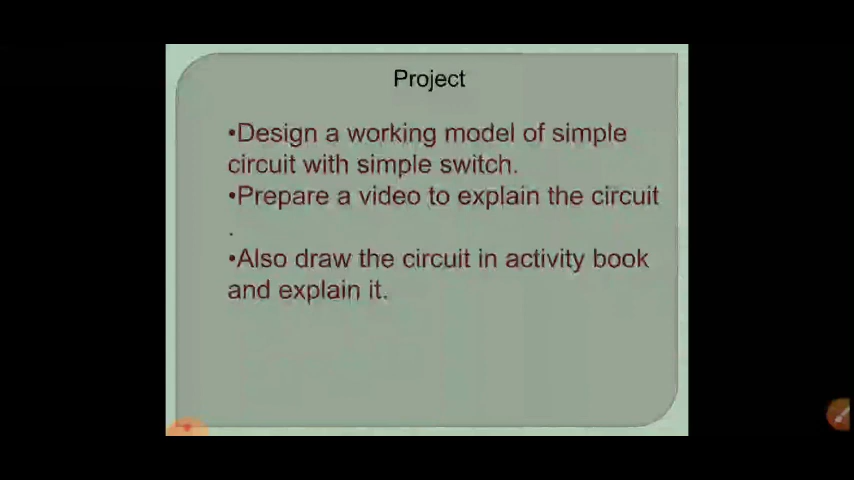 Project
•Design a working model of simple
circuit with simple switch.
•Prepare a video to explain the circuit
.
•Also draw the circuit in activity book
and explain it.